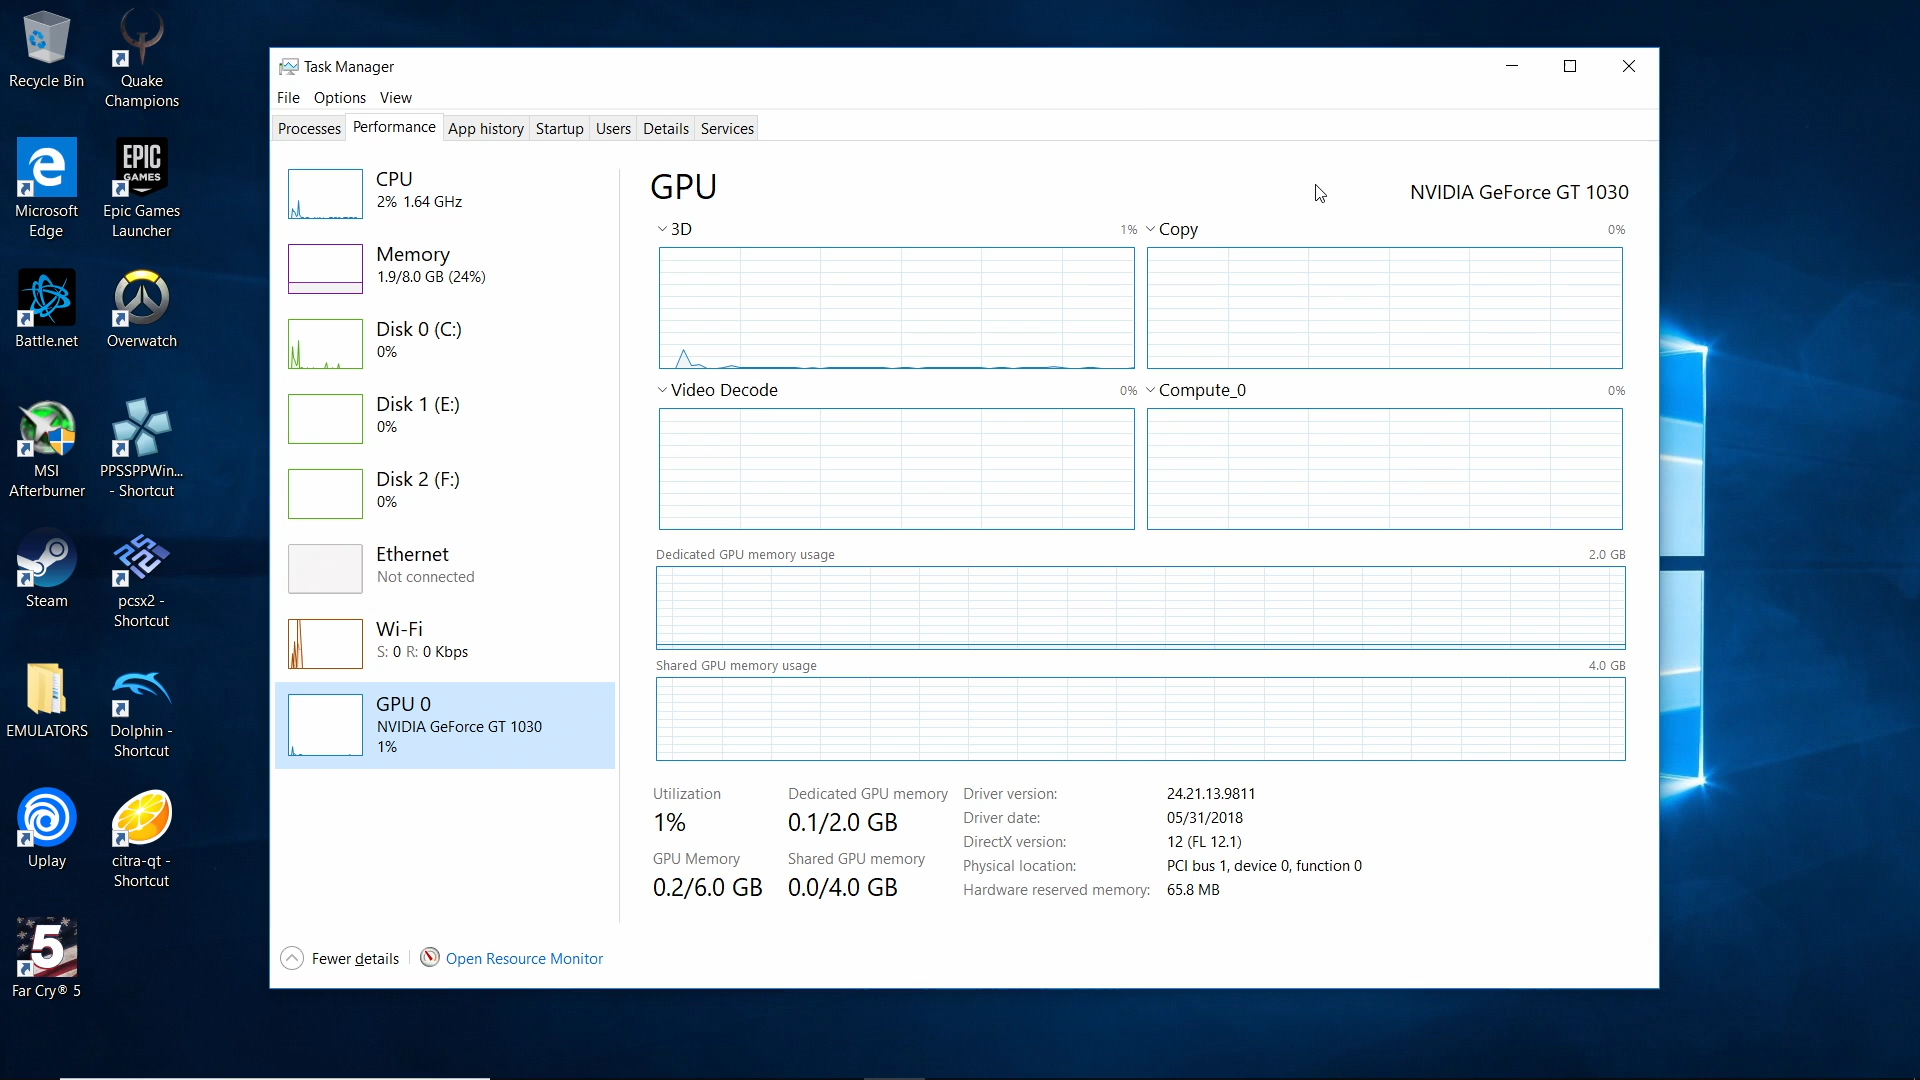 Recycle Bin
Quake
Champions
Microsoft
Edge
EPIC
GAMES
Epic Games
Launcher
Battle.net
Overwatch
MSI
Afterburner
PPSSPPWin...
- Shortcut
Steam
pcsx2 -
Shortcut
EMULATORS
Dolphin -
Shortcut
Uplay
citra-qt -
Shortcut
5
Far Cry® 5
Task Manager
File Options View
Processes Performance App history Startup Users Details Services
CPU
2% 1.64 GHz
Memory
1.9/8.0 GB (24%)
Disk 0 (C:)
0%
Disk 1 (E:)
0%
Disk 2 (F:)
0%
Ethernet
Not connected
Wi-Fi
S: 0 R: 0 Kbps
GPU 0
NVIDIA GeForce GT 1030
1%
GPU
NVIDIA GeForce GT 1030
3D 1%
Copy 0%
Video Decode 0%
Compute_0 0%
Dedicated GPU memory usage 2.0 GB
Shared GPU memory usage 4.0 GB
Utilization
1%
Dedicated GPU memory
0.1/2.0 GB
GPU Memory
0.2/6.0 GB
Shared GPU memory
0.0/4.0 GB
Driver version: 24.21.13.9811
Driver date: 05/31/2018
DirectX version: 12 (FL 12.1)
Physical location: PCI bus 1, device 0, function 0
Hardware reserved memory: 65.8 MB
Fewer details
Open Resource Monitor